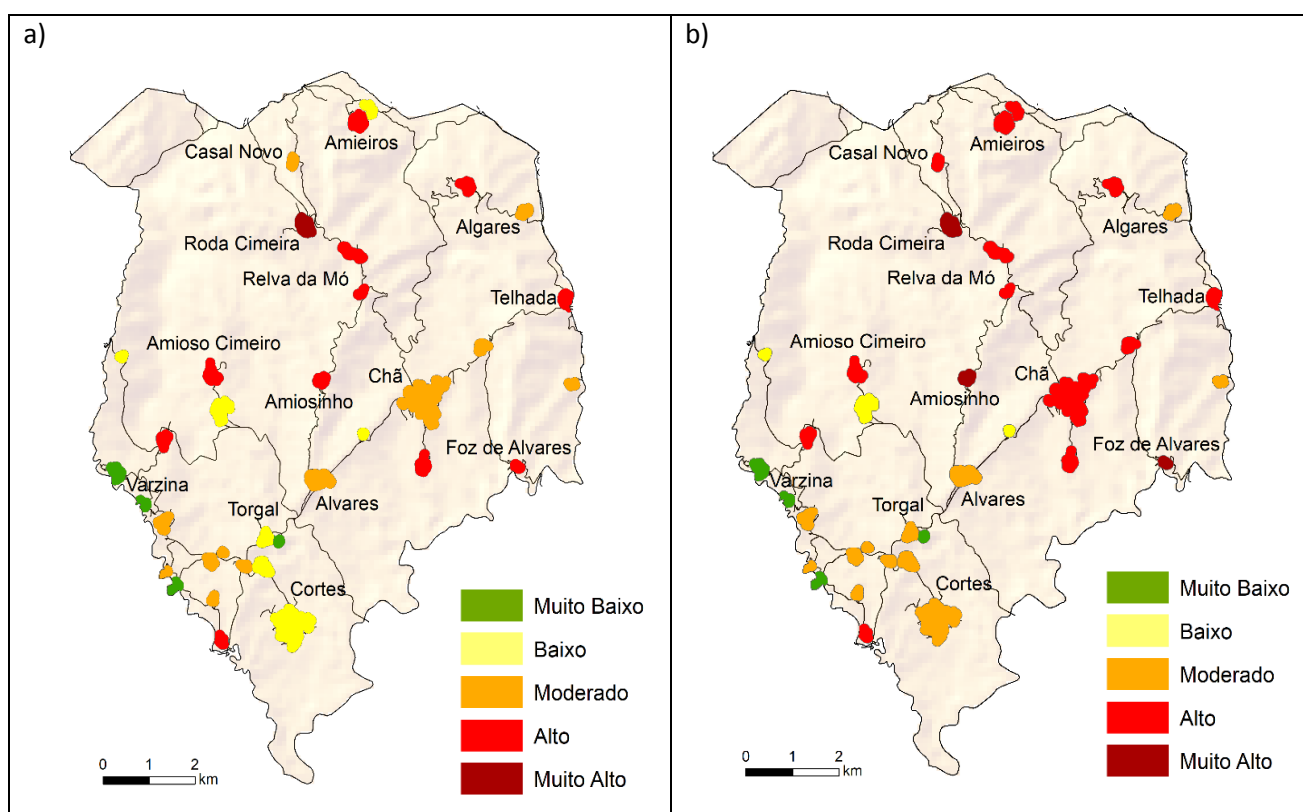 a)
Casal Novo
Amieiros
Roda Cimeira
Algares
Relva da Mó
Telhada
Amioso Cimeiro
Chã
Amiosinho
Foz de Alvares
Várzina
Torgal
Alvares
Cortes
Muito Baixo
Baixo
Moderado
Alto
Muito Alto
0 1 2
km
b)
Casal Novo
Amieiros
Roda Cimeira
Algares
Relva da Mó
Telhada
Amioso Cimeiro
Chã
Amiosinho
Foz de Alvares
Várzina
Torgal
Alvares
Cortes
Muito Baixo
Baixo
Moderado
Alto
Muito Alto
0 1 2
km